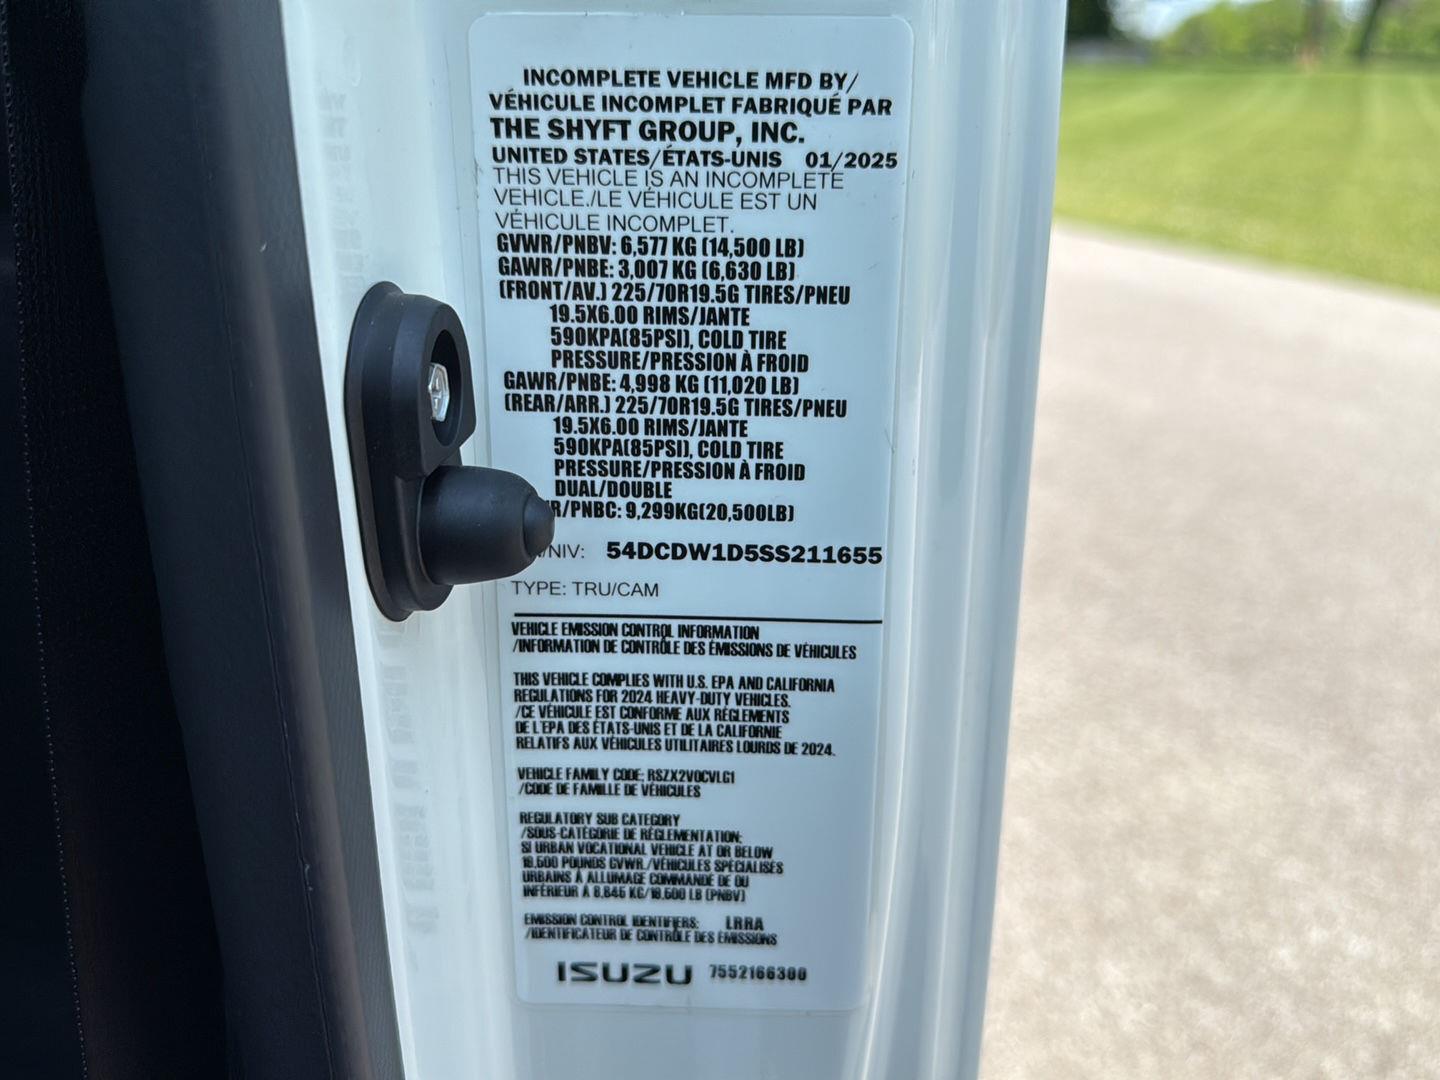 INCOMPLETE VEHICLE MFD BY/
VÉHICULE INCOMPLET FABRIQUÉ PAR
THE SHYFT GROUP, INC.
UNITED STATES/ÉTATS-UNIS 01/2025
THIS VEHICLE IS AN INCOMPLETE
VEHICLE./LE VÉHICULE EST UN
VÉHICULE INCOMPLET.
GVWR/PNBV: 6,577 KG (14,500 LB)
GAWR/PNBE: 3,007 KG (6,630 LB)
(FRONT/AV.) 225/70R19.5G TIRES/PNEU
19.5X6.00 RIMS/JANTE
590KPA(85PSI), COLD TIRE
PRESSURE/PRESSION À FROID
GAWR/PNBE: 4,998 KG (11,020 LB)
(REAR/ARR.) 225/70R19.5G TIRES/PNEU
19.5X6.00 RIMS/JANTE
590KPA(85PSI), COLD TIRE
PRESSURE/PRESSION À FROID
DUAL/DOUBLE
R/PNBC: 9,299KG(20,500LB)
/NIV: 54DCDW1D5SS211655
TYPE: TRU/CAM
VEHICLE EMISSION CONTROL INFORMATION
/INFORMATION DE CONTRÔLE DES ÉMISSIONS DE VÉHICULES
THIS VEHICLE COMPLIES WITH U.S. EPA AND CALIFORNIA
REGULATIONS FOR 2024 HEAVY-DUTY VEHICLES.
/CE VÉHICULE EST CONFORME AUX RÉGLEMENTS
DE L'EPA DES ÉTATS-UNIS ET DE LA CALIFORNIE
RELATIFS AUX VÉHICULES UTILITAIRES LOURDS DE 2024.
VEHICLE FAMILY CODE: RSZX2VOCVLG1
/CODE DE FAMILLE DE VÉHICULES
REGULATORY SUB CATEGORY
/SOUS-CATÉGORIE DE RÉGLEMENTATION:
SI URBAN VOCATIONAL VEHICLE AT OR BELOW
19,500 POUNDS GVWR./VÉHICULES SPÉCIALISÉS
URBAINS À ALLUMAGE COMMANDÉ DE OU
INFÉRIEUR À 8,845 KG/19,500 LB (PNBV)
EMISSION CONTROL IDENTIFIERS: LRRA
/IDENTIFICATEUR DE CONTRÔLE DES ÉMISSIONS
ISUZU 7552166300